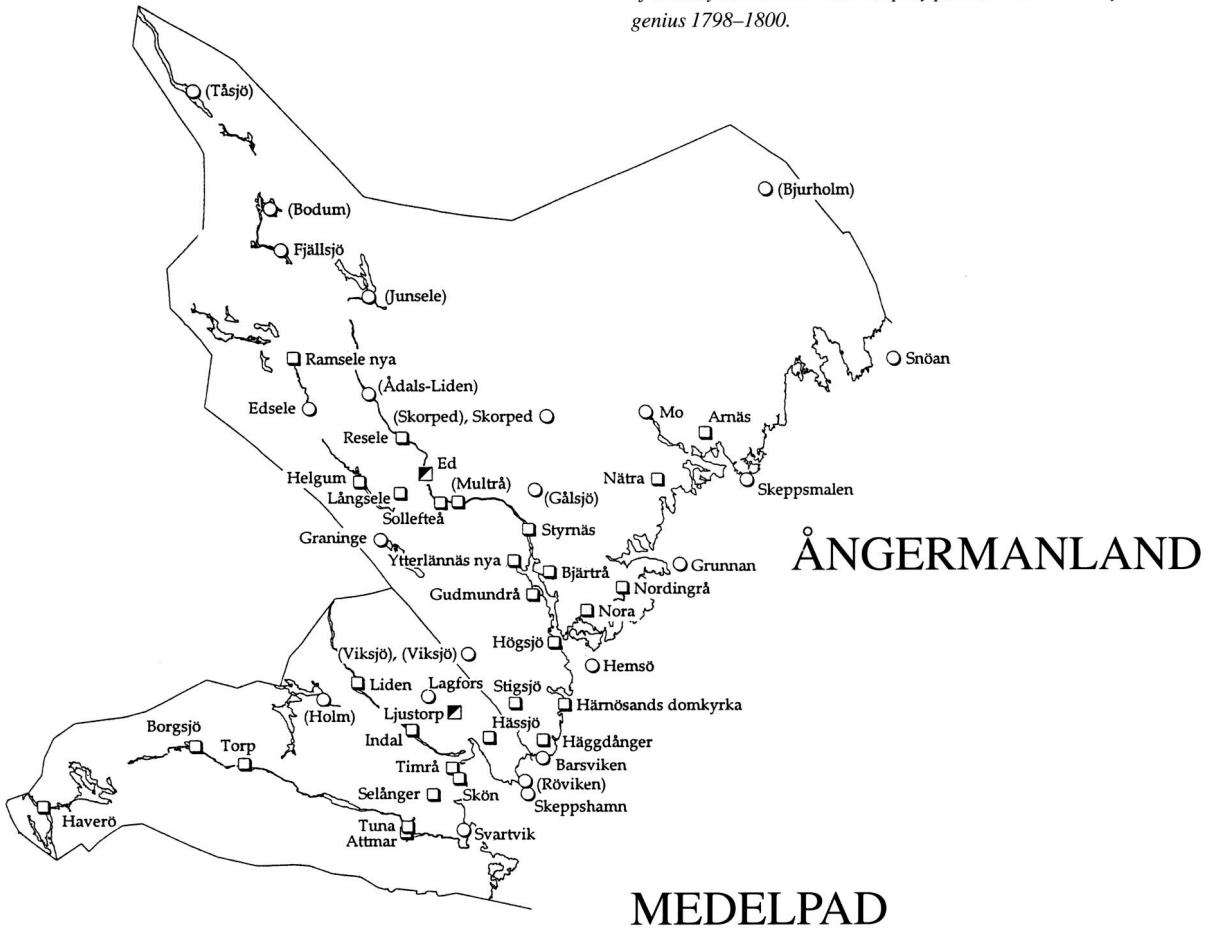 genius 1798–1800.
(Tåsjö)
(Bjurholm)
(Bodum)
Fjällsjö
(Junsele)
Ramsele nya
Snöan
(Ådals-Liden)
Edsele
(Skorped), Skorped
Mo
Arnäs
Resele
Ed
Helgum
(Multrå)
Nätra
Långsele
(Gålsjö)
Skeppsmalen
Sollefteå
Styrnäs
Graninge
ÅNGERMANLAND
Ytterlännäs nya
Bjärtrå
Grunnan
Gudmundrå
Nordingrå
Nora
Högsjö
(Viksjö), (Viksjö)
Hemsö
Liden
Lagfors
Stigsjö
(Holm)
Ljustorp
Härnösands domkyrka
Borgsjö
Indal
Hässjö
Häggdånger
Torp
Barsviken
Timrå
(Röviken)
Selånger
Skön
Skeppshamn
Haverö
Tuna
Attmar
Svartvik
MEDELPAD